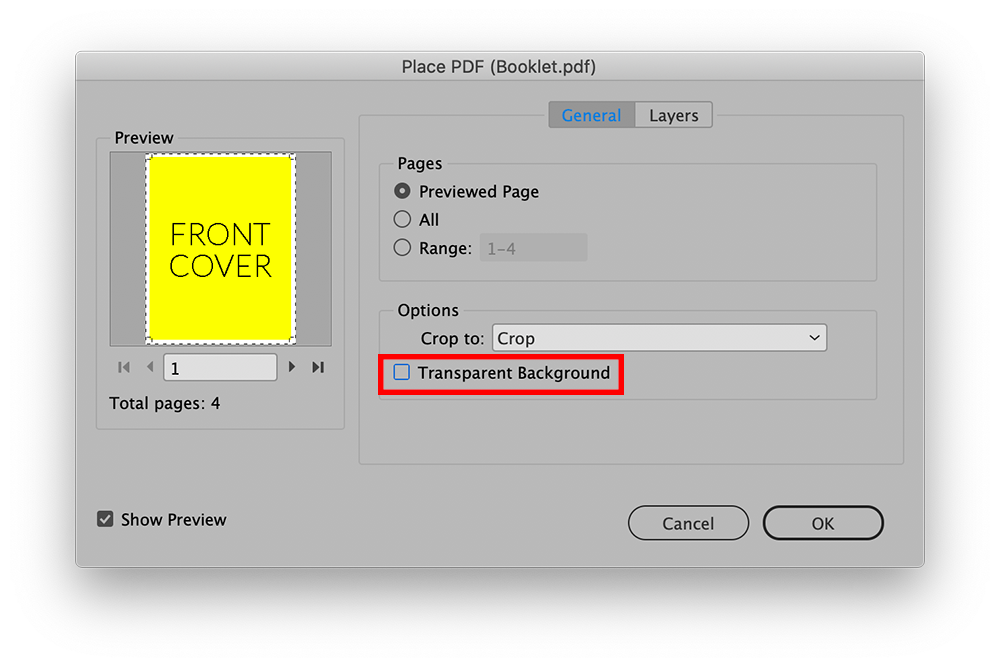 Place PDF (Booklet.pdf)
General
Layers
Preview
FRONT
COVER
1
Total pages: 4
Pages
Previewed Page
All
Range: 1-4
Options
Crop to: Crop
Transparent Background
Show Preview
Cancel
OK